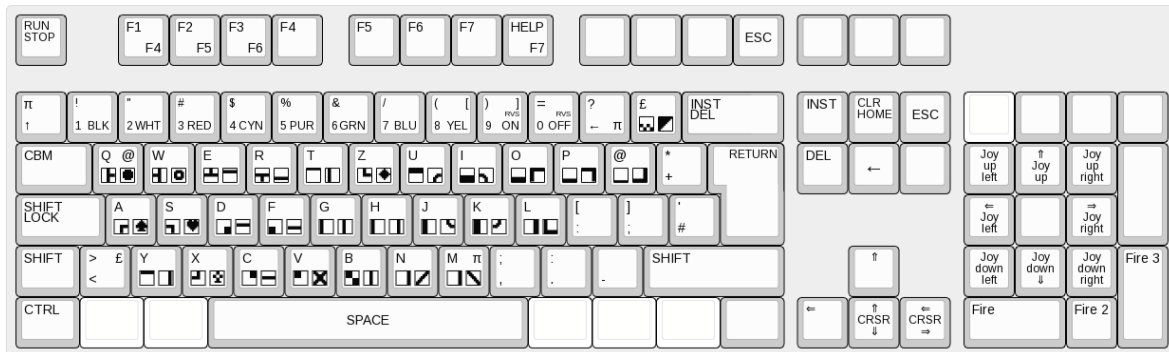 RUN
STOP
F1
F4
F2
F5
F3
F6
F4
F5
F6
F7
HELP
F7
ESC
π
↑
!
1 BLK
"
2 WHT
#
3 RED
$
4 CYN
%
5 PUR
&
6 GRN
/
7 BLU
( [
8 YEL
) ]
RVS
9 ON
=
RVS
0 OFF
?
← π
£
INST
DEL
INST
CLR
HOME
ESC
CBM
Q @
W
E
R
T
Z
U
I
O
P
@
*
+
RETURN
DEL
←
Joy
up
left
⇑
Joy
up
Joy
up
right
SHIFT
LOCK
A
S
D
F
G
H
J
K
L
[
:
]
;
'
#
⇐
Joy
left
⇒
Joy
right
SHIFT
> £
<
Y
X
C
V
B
N
M π
;
,
:
.
-
SHIFT
⇑
Joy
down
left
Joy
down
⇓
Joy
down
right
Fire 3
CTRL
SPACE
⇐
⇑
CRSR
⇓
⇐
CRSR
⇒
Fire
Fire 2